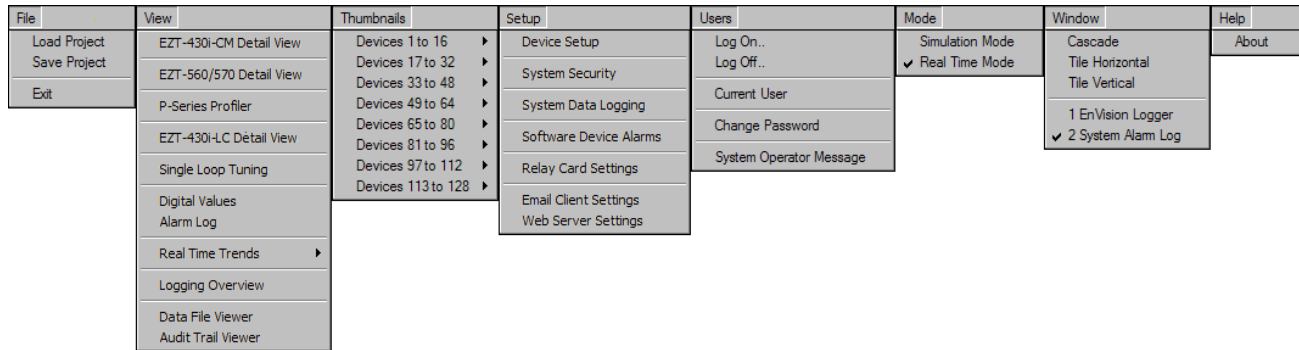 File
Load Project
Save Project
Exit
View
EZT-430i-CM Detail View
EZT-560/570 Detail View
P-Series Profiler
EZT-430i-LC Detail View
Single Loop Tuning
Digital Values
Alarm Log
Real Time Trends
Logging Overview
Data File Viewer
Audit Trail Viewer
Thumbnails
Devices 1 to 16
Devices 17 to 32
Devices 33 to 48
Devices 49 to 64
Devices 65 to 80
Devices 81 to 96
Devices 97 to 112
Devices 113 to 128
Setup
Device Setup
System Security
System Data Logging
Software Device Alarms
Relay Card Settings
Email Client Settings
Web Server Settings
Users
Log On..
Log Off..
Current User
Change Password
System Operator Message
Mode
Simulation Mode
Real Time Mode
Window
Cascade
Tile Horizontal
Tile Vertical
1 EnVision Logger
2 System Alarm Log
Help
About